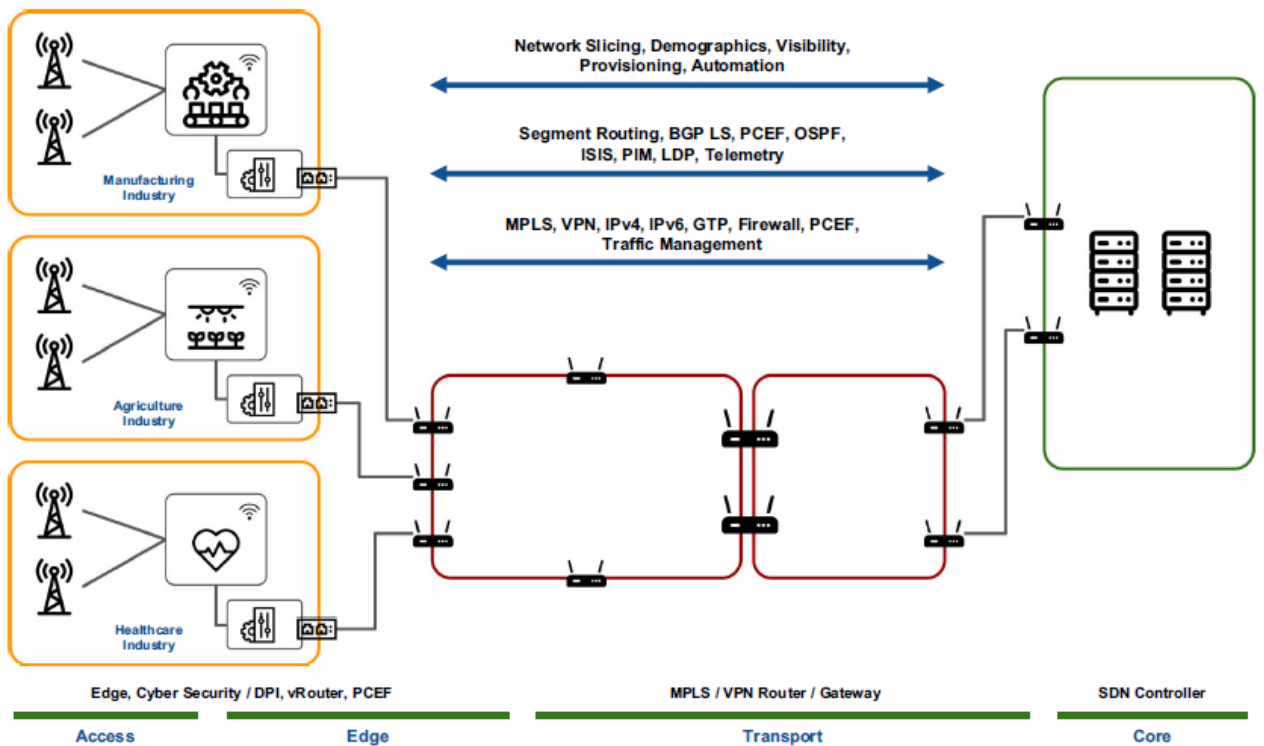 Network Slicing, Demographics, Visibility,
Provisioning, Automation
Segment Routing, BGP LS, PCEF, OSPF,
ISIS, PIM, LDP, Telemetry
MPLS, VPN, IPv4, IPv6, GTP, Firewall, PCEF,
Traffic Management
Manufacturing
Industry
Agriculture
Industry
Healthcare
Industry
Edge, Cyber Security / DPI, vRouter, PCEF
MPLS / VPN Router / Gateway
SDN Controller
Access
Edge
Transport
Core